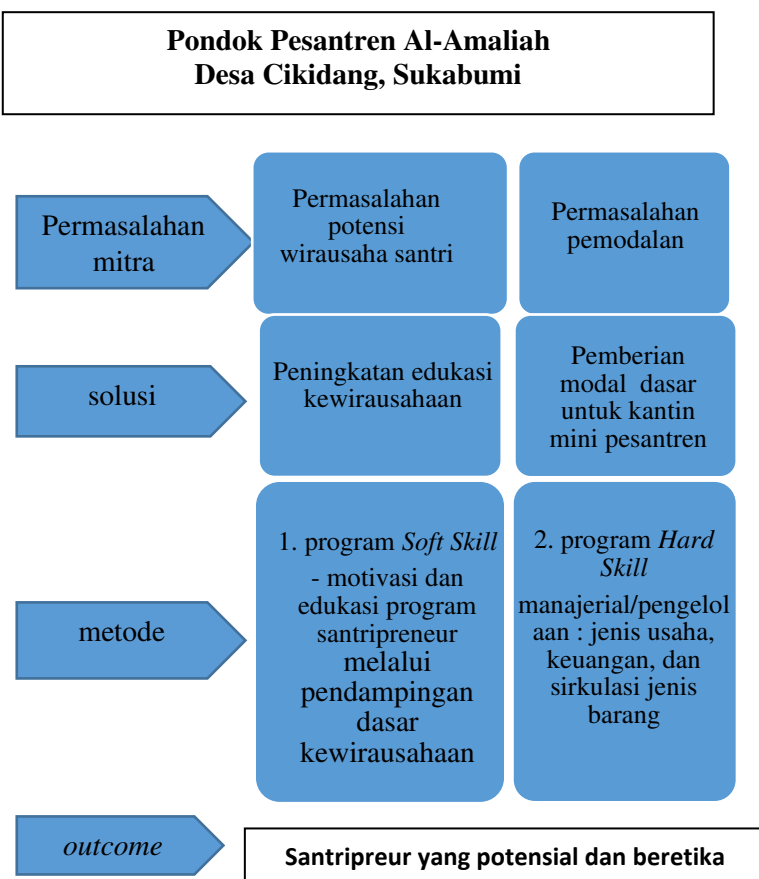 Pondok Pesantren Al-Amaliah
Desa Cikidang, Sukabumi
Permasalahan
mitra
Permasalahan
potensi
wirausaha santri
Permasalahan
pemodalan
solusi
Peningkatan edukasi
kewirausahaan
Pemberian
modal dasar
untuk kantin
mini pesantren
metode
1. program Soft Skill
- motivasi dan
edukasi program
santripreneur
melalui
pendampingan
dasar
kewirausahaan
2. program Hard
Skill
manajerial/pengelol
aan : jenis usaha,
keuangan, dan
sirkulasi jenis
barang
outcome
Santripreur yang potensial dan beretika